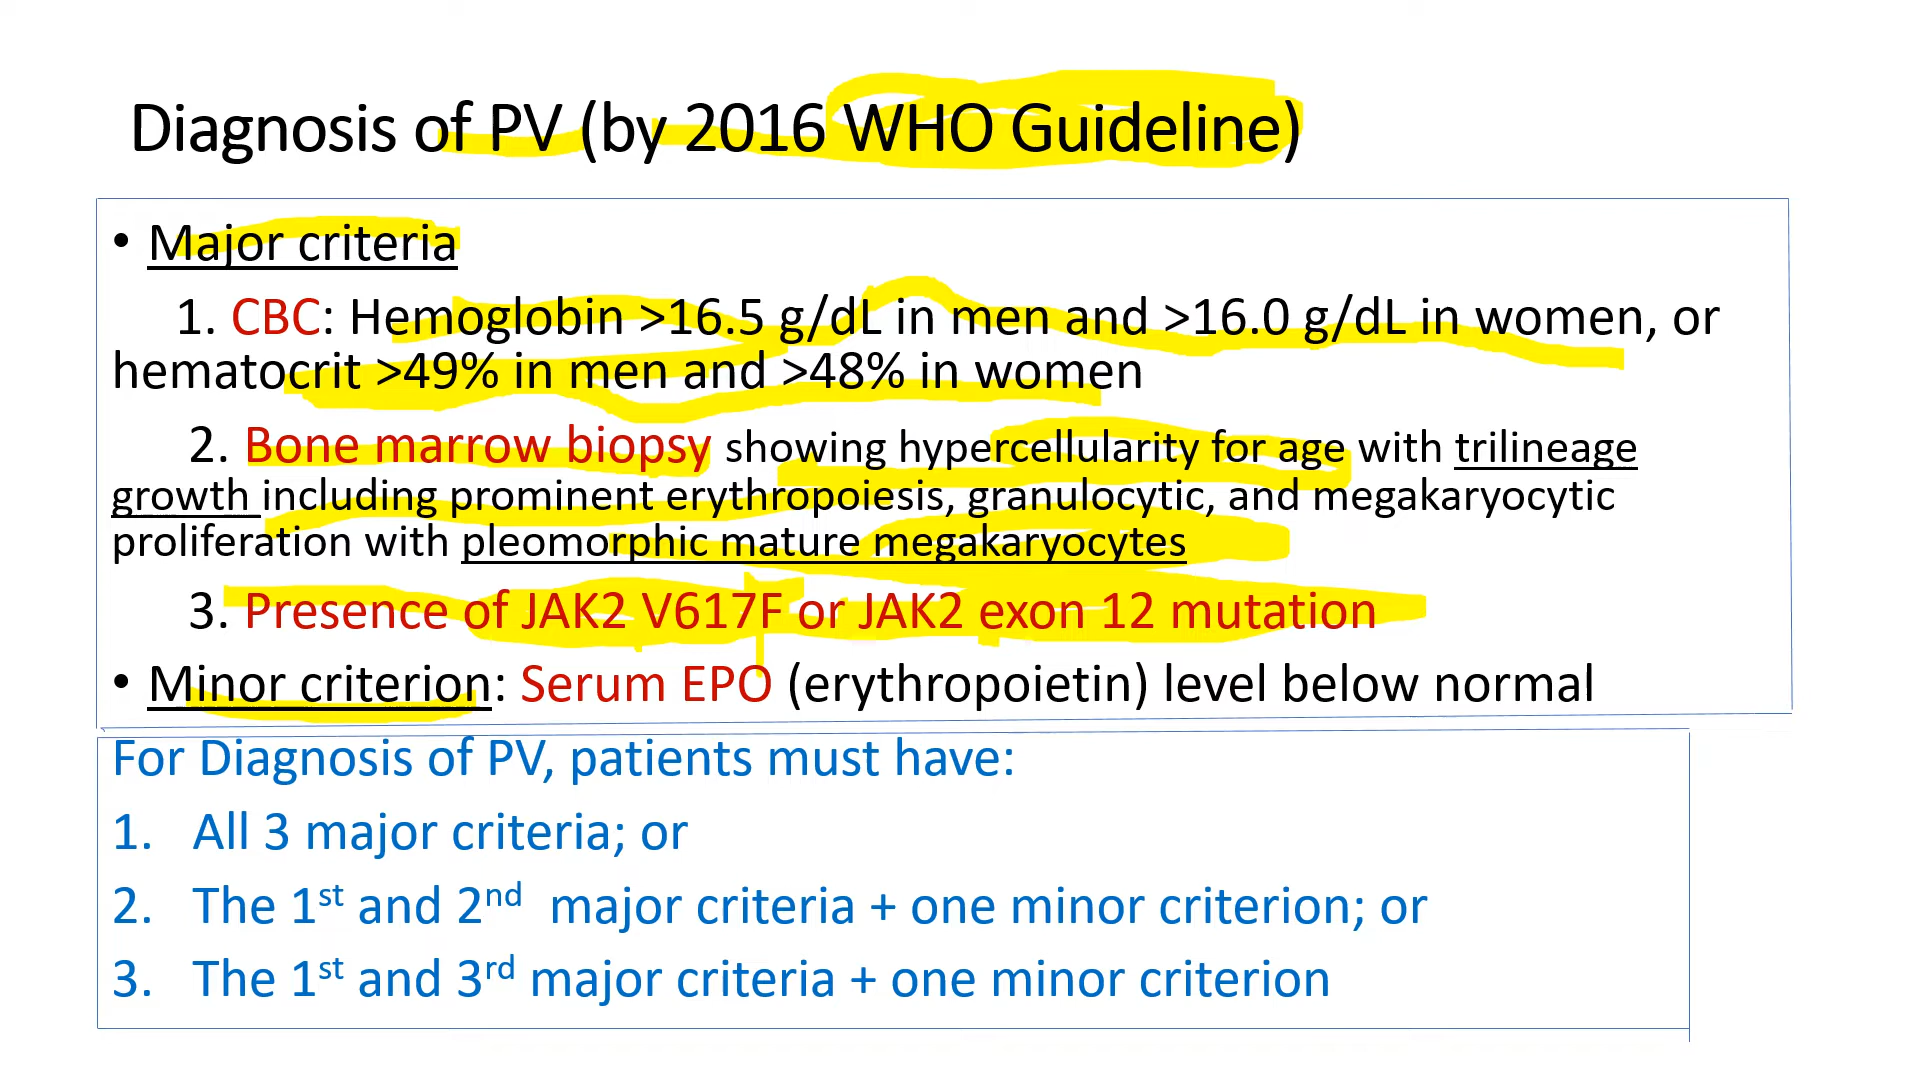 Diagnosis of PV (by 2016 WHO Guideline)
• Major criteria
1. CBC: Hemoglobin >16.5 g/dL in men and >16.0 g/dL in women, or
hematocrit >49% in men and >48% in women
2. Bone marrow biopsy showing hypercellularity for age with trilineage
growth including prominent erythropoiesis, granulocytic, and megakaryocytic
proliferation with pleomorphic mature megakaryocytes
3. Presence of JAK2 V617F or JAK2 exon 12 mutation
• Minor criterion: Serum EPO (erythropoietin) level below normal
For Diagnosis of PV, patients must have:
1. All 3 major criteria; or
2. The 1st and 2nd major criteria + one minor criterion; or
3. The 1st and 3rd major criteria + one minor criterion